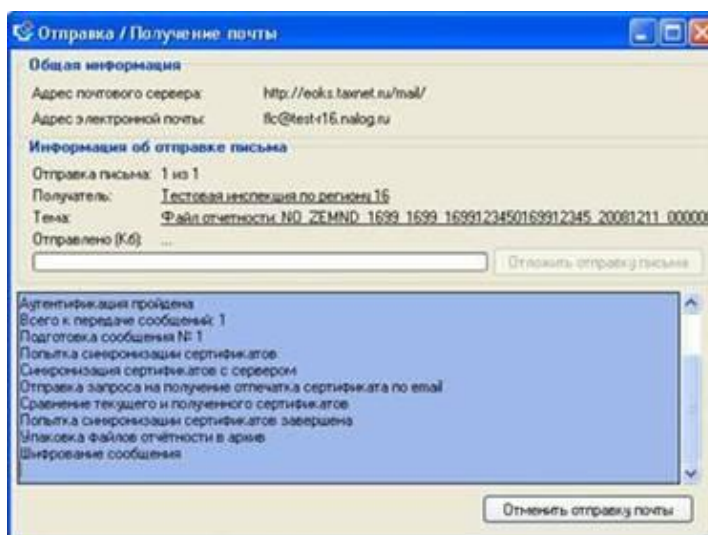 Отправка / Получение почты
Общая информация
Адрес почтового сервера: http://eoks.taxnet.ru/mail/
Адрес электронной почты: flc@test-r16.nalog.ru
Информация об отправке письма
Отправка письма: 1 из 1
Получатель: Тестовая инспекция по региону 16
Тема: Файл отчетности: NO_ZEMND_1699_1699_1699123450169912345_20081211_000000
Отправлено (Кб): ...
Отложить отправку письма
Аутентификация пройдена
Всего к передаче сообщений: 1
Подготовка сообщения № 1
Попытка синхронизации сертификатов
Синхронизация сертификатов с сервером
Отправка запроса на получение отпечатка сертификата по email
Сравнение текущего и полученного сертификатов
Попытка синхронизации сертификатов завершена
Упаковка файлов отчётности в архив
Шифрование сообщения
Отменить отправку почты